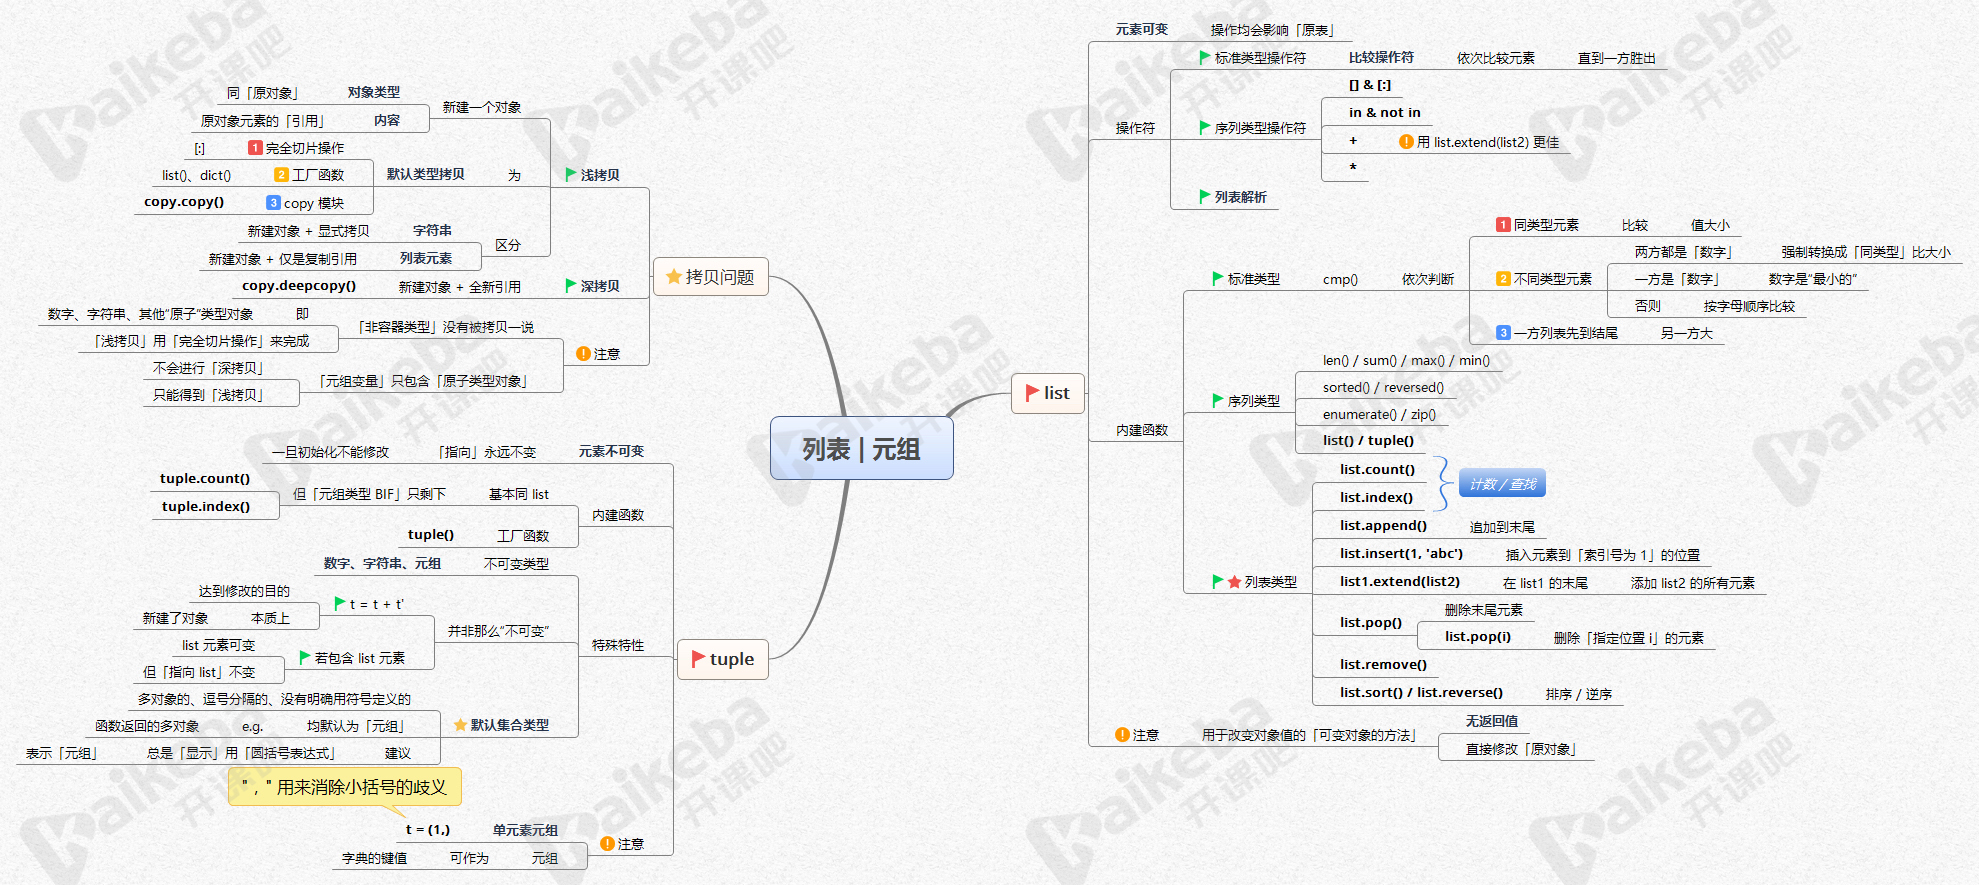 列表 | 元组
list
元素可变 操作均会影响「原表」
操作符
标准类型操作符 比较操作符 依次比较元素 直到一方胜出
序列类型操作符
[] & [:]
in & not in
+ 用 list.extend(list2) 更佳
*
列表解析
内建函数
标准类型 cmp() 依次判断
1 同类型元素 比较 值大小
2 不同类型元素
两方都是「数字」 强制转换成「同类型」比大小
一方是「数字」 数字是“最小的”
否则 按字母顺序比较
3 一方列表先到结尾 另一方大
序列类型
len() / sum() / max() / min()
sorted() / reversed()
enumerate() / zip()
list() / tuple()
列表类型
list.count()
list.index()
计数 / 查找
list.append() 追加到末尾
list.insert(1, 'abc') 插入元素到「索引号为 1」的位置
list1.extend(list2) 在 list1 的末尾 添加 list2 的所有元素
list.pop()
删除末尾元素
list.pop(i) 删除「指定位置 i」的元素
list.remove()
list.sort() / list.reverse() 排序 / 逆序
注意 用于改变对象值的「可变对象的方法」
无返回值
直接修改「原对象」
拷贝问题
浅拷贝
新建一个对象
同「原对象」 对象类型
原对象元素的「引用」 内容
默认类型拷贝 为
[:] 1 完全切片操作
list()、dict() 2 工厂函数
copy.copy() 3 copy 模块
区分
新建对象 + 显式拷贝 字符串
新建对象 + 仅是复制引用 列表元素
copy.deepcopy() 新建对象 + 全新引用 深拷贝
注意
「非容器类型」没有被拷贝一说
数字、字符串、其他“原子”类型对象 即
「浅拷贝」用「完全切片操作」来完成
「元组变量」只包含「原子类型对象」
不会进行「深拷贝」
只能得到「浅拷贝」
tuple
一旦初始化不能修改 「指向」永远不变 元素不可变
内建函数
但「元组类型 BIF」只剩下 基本同 list
tuple.count()
tuple.index()
tuple() 工厂函数
特殊特性
数字、字符串、元组 不可变类型
并非那么“不可变”
t = t + t'
达到修改的目的
新建了对象 本质上
若包含 list 元素
list 元素可变
但「指向 list」不变
默认集合类型
多对象的、逗号分隔的、没有明确用符号定义的
函数返回的多对象 e.g. 均默认为「元组」
表示「元组」 总是「显示」用「圆括号表达式」 建议
注意
" , " 用来消除小括号的歧义
t = (1,) 单元素元组
字典的键值 可作为 元组
Kaikeba
开课吧